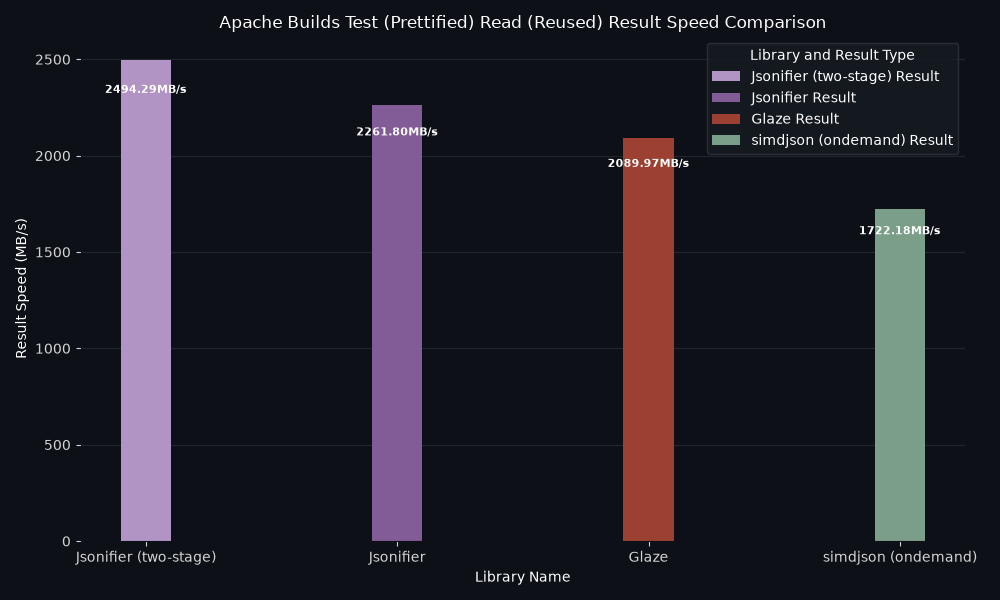 Apache Builds Test (Prettified) Read (Reused) Result Speed Comparison
Library and Result Type
Jsonifier (two-stage) Result
Jsonifier Result
Glaze Result
simdjson (ondemand) Result
2494.29MB/s
2261.80MB/s
2089.97MB/s
1722.18MB/s
Result Speed (MB/s)
2500
2000
1500
1000
500
0
Jsonifier (two-stage)
Jsonifier
Glaze
simdjson (ondemand)
Library Name